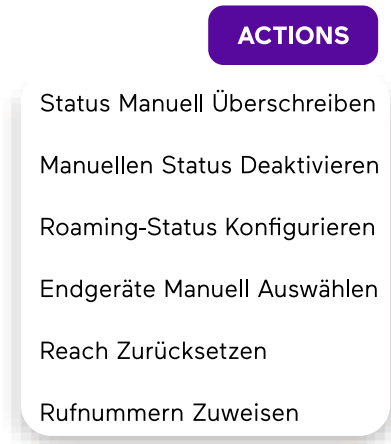 ACTIONS
Status Manuell Überschreiben
Manuellen Status Deaktivieren
Roaming-Status Konfigurieren
Endgeräte Manuell Auswählen
Reach Zurücksetzen
Rufnummern Zuweisen